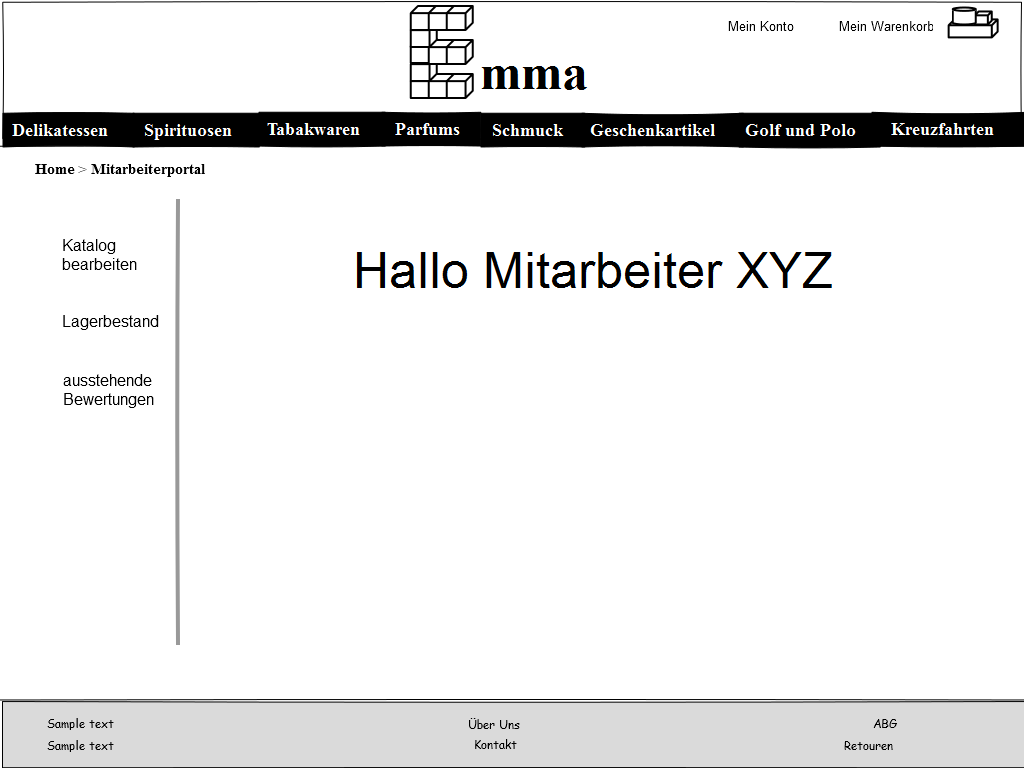 Emma
Mein Konto
Mein Warenkorb
Delikatessen Spirituosen Tabakwaren Parfums Schmuck Geschenkartikel Golf und Polo Kreuzfahrten
Home > Mitarbeiterportal
Katalog
bearbeiten
Lagerbestand
ausstehende
Bewertungen
Hallo Mitarbeiter XYZ
Sample text Über Uns ABG
Sample text Kontakt Retouren